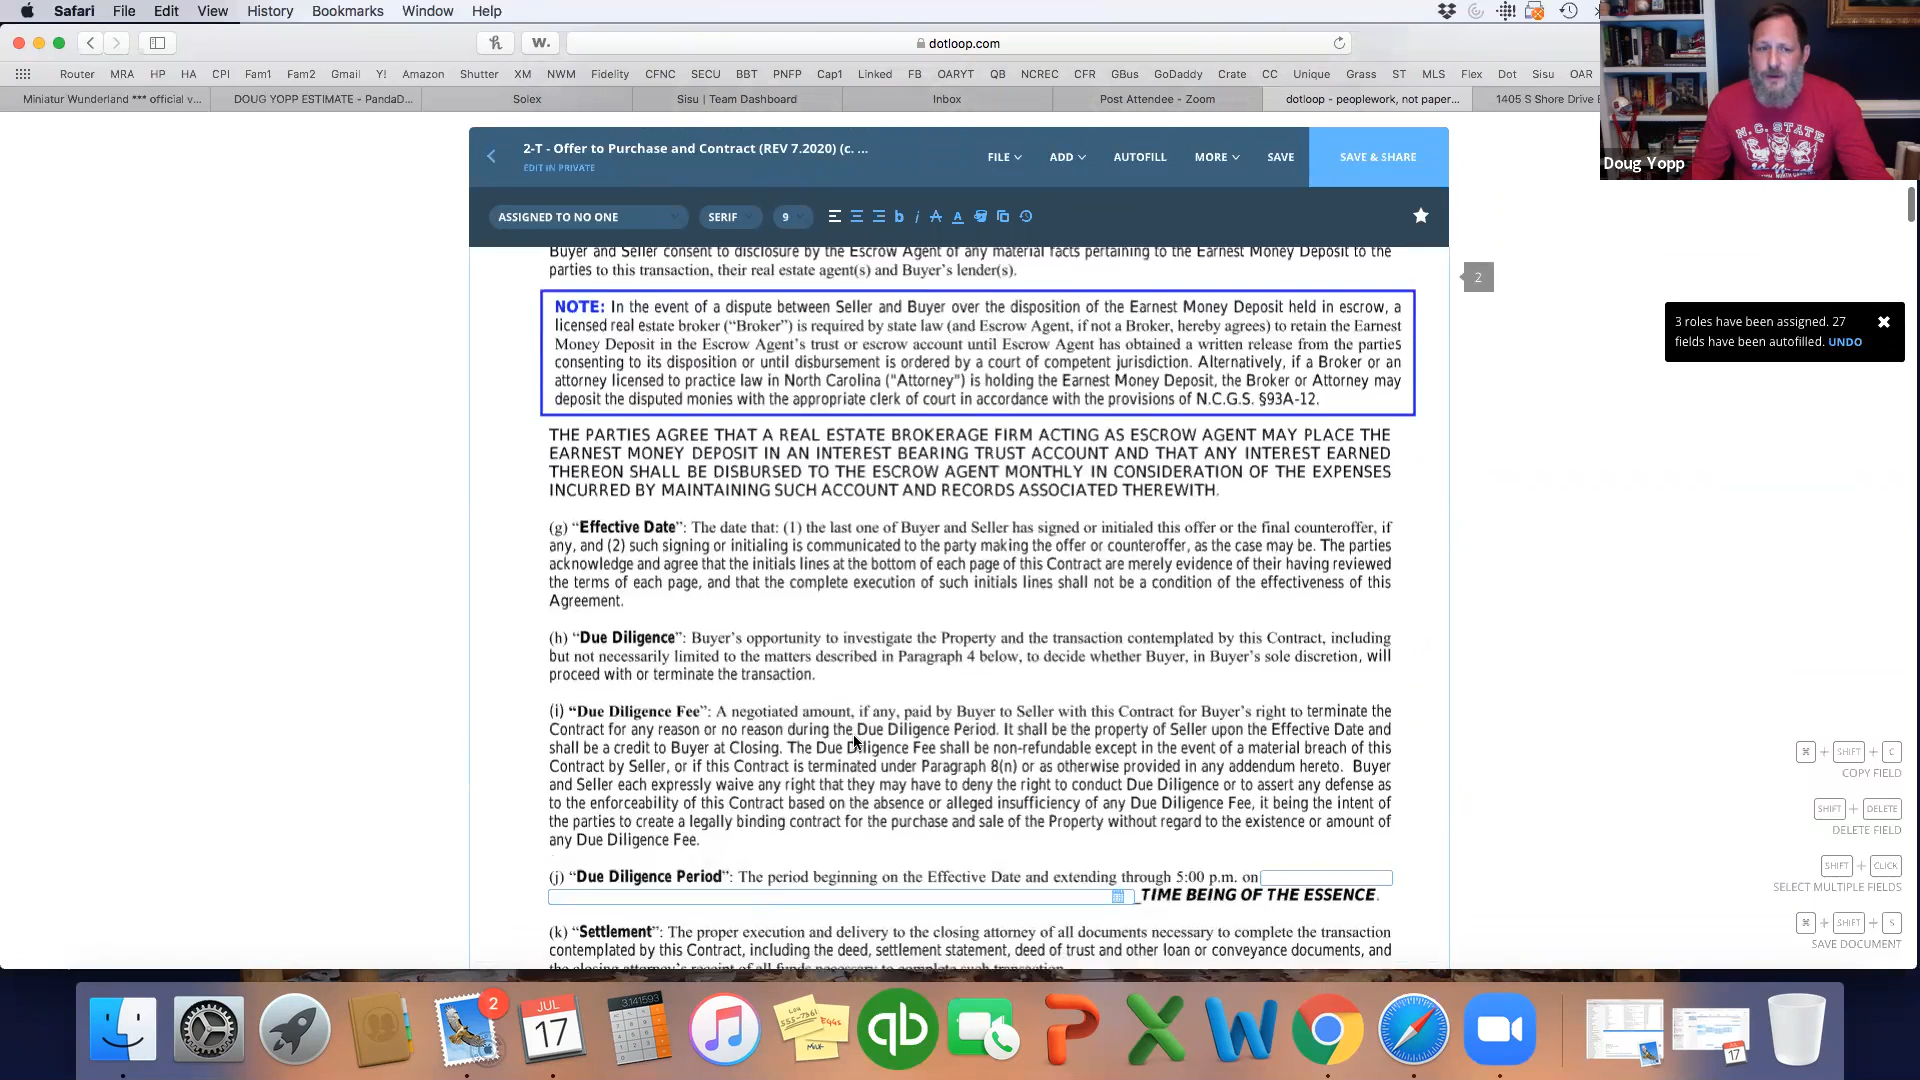 Safari File Edit View History Bookmarks Window Help
dotloop.com
Router MRA HP HA CPI Fam1 Fam2 Gmail Y! Amazon Shutter XM NWM Fidelity CFNC SECU BBT PNFP Cap1 Linked FB OARYT QB NCREC CFR GBus GoDaddy Crate CC Unique Grass ST MLS Flex Dot Sisu OAR
Miniatur Wunderland *** official v... DOUG YOPP ESTIMATE - PandaD... Solex Sisu | Team Dashboard Inbox Post Attendee - Zoom dotloop - peoplework, not paper... 1405 S Shore Drive
N.C. STATE
Doug Yopp
2-T - Offer to Purchase and Contract (REV 7.2020) (c. ...
EDIT IN PRIVATE
FILE ADD AUTOFILL MORE SAVE SAVE & SHARE
ASSIGNED TO NO ONE SERIF 9
Buyer and Seller consent to disclosure by the Escrow Agent of any material facts pertaining to the Earnest Money Deposit to the
parties to this transaction, their real estate agent(s) and Buyer's lender(s).
2
NOTE: In the event of a dispute between Seller and Buyer over the disposition of the Earnest Money Deposit held in escrow, a
licensed real estate broker (“Broker”) is required by state law (and Escrow Agent, if not a Broker, hereby agrees) to retain the Earnest
Money Deposit in the Escrow Agent's trust or escrow account until Escrow Agent has obtained a written release from the parties
consenting to its disposition or until disbursement is ordered by a court of competent jurisdiction. Alternatively, if a Broker or an
attorney licensed to practice law in North Carolina ("Attorney") is holding the Earnest Money Deposit, the Broker or Attorney may
deposit the disputed monies with the appropriate clerk of court in accordance with the provisions of N.C.G.S. §93A-12.
3 roles have been assigned. 27
fields have been autofilled. UNDO
THE PARTIES AGREE THAT A REAL ESTATE BROKERAGE FIRM ACTING AS ESCROW AGENT MAY PLACE THE
EARNEST MONEY DEPOSIT IN AN INTEREST BEARING TRUST ACCOUNT AND THAT ANY INTEREST EARNED
THEREON SHALL BE DISBURSED TO THE ESCROW AGENT MONTHLY IN CONSIDERATION OF THE EXPENSES
INCURRED BY MAINTAINING SUCH ACCOUNT AND RECORDS ASSOCIATED THEREWITH.
(g) “Effective Date”: The date that: (1) the last one of Buyer and Seller has signed or initialed this offer or the final counteroffer, if
any, and (2) such signing or initialing is communicated to the party making the offer or counteroffer, as the case may be. The parties
acknowledge and agree that the initials lines at the bottom of each page of this Contract are merely evidence of their having reviewed
the terms of each page, and that the complete execution of such initials lines shall not be a condition of the effectiveness of this
Agreement.
(h) “Due Diligence”: Buyer's opportunity to investigate the Property and the transaction contemplated by this Contract, including
but not necessarily limited to the matters described in Paragraph 4 below, to decide whether Buyer, in Buyer's sole discretion, will
proceed with or terminate the transaction.
(i) “Due Diligence Fee”: A negotiated amount, if any, paid by Buyer to Seller with this Contract for Buyer's right to terminate the
Contract for any reason or no reason during the Due Diligence Period. It shall be the property of Seller upon the Effective Date and
shall be a credit to Buyer at Closing. The Due Diligence Fee shall be non-refundable except in the event of a material breach of this
Contract by Seller, or if this Contract is terminated under Paragraph 8(n) or as otherwise provided in any addendum hereto. Buyer
and Seller each expressly waive any right that they may have to deny the right to conduct Due Diligence or to assert any defense as
to the enforceability of this Contract based on the absence or alleged insufficiency of any Due Diligence Fee, it being the intent of
the parties to create a legally binding contract for the purchase and sale of the Property without regard to the existence or amount of
any Due Diligence Fee.
(j) “Due Diligence Period”: The period beginning on the Effective Date and extending through 5:00 p.m. on
TIME BEING OF THE ESSENCE.
(k) “Settlement”: The proper execution and delivery to the closing attorney of all documents necessary to complete the transaction
contemplated by this Contract, including the deed, settlement statement, deed of trust and other loan or conveyance documents, and
the closing attorney's receipt of all funds necessary to complete such transaction.
⌘ + SHIFT + C
COPY FIELD
SHIFT + DELETE
DELETE FIELD
SHIFT + CLICK
SELECT MULTIPLE FIELDS
⌘ + SHIFT + S
SAVE DOCUMENT
2
JUL
17
3.141593
555-7361
EGGS
MILK
qb
P
X
W
17